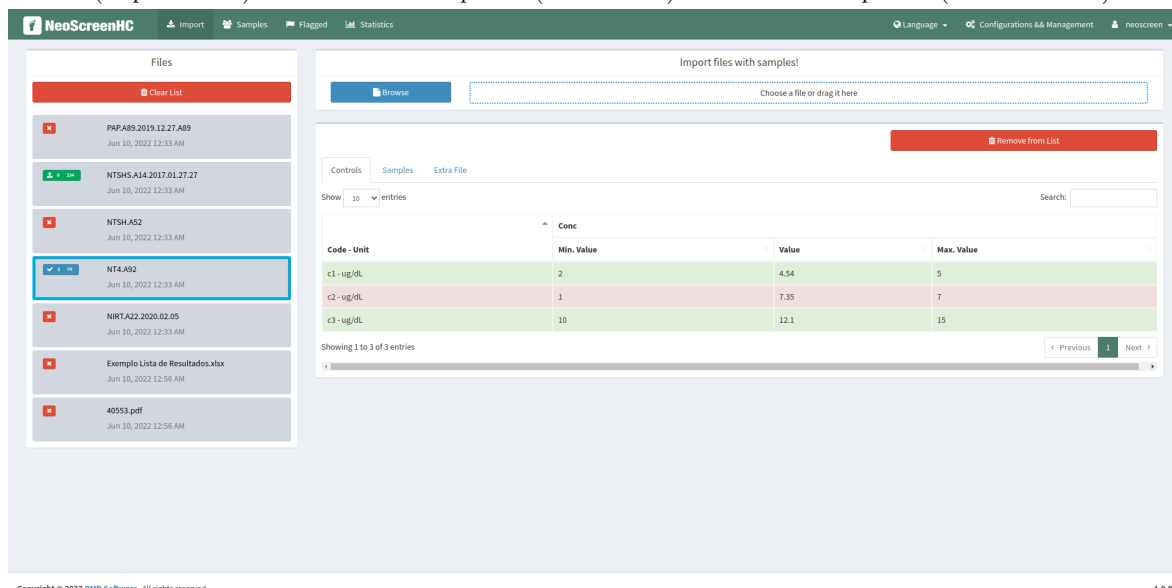 NeoScreenHC Import Samples Flagged Statistics Language Configurations && Management neoscreen
Files
Clear List
PAP.A89.2019.12.27.A89
Jun 10, 2022 12:33 AM
NTSHS.A14.2017.01.27.27
Jun 10, 2022 12:33 AM
NTSH.A52
Jun 10, 2022 12:33 AM
NT4.A92
Jun 10, 2022 12:33 AM
NIRT.A22.2020.02.05
Jun 10, 2022 12:33 AM
Exemplo Lista de Resultados.xlsx
Jun 10, 2022 12:56 AM
40553.pdf
Jun 10, 2022 12:56 AM
Import files with samples!
Browse Choose a file or drag it here
Remove from List
Controls Samples Extra File
Show 10 entries Search:
Conc
Code - Unit Min. Value Value Max. Value
c1 - ug/dL 2 4.54 5
c2 - ug/dL 1 7.35 7
c3 - ug/dL 10 12.1 15
Showing 1 to 3 of 3 entries < Previous 1 Next >